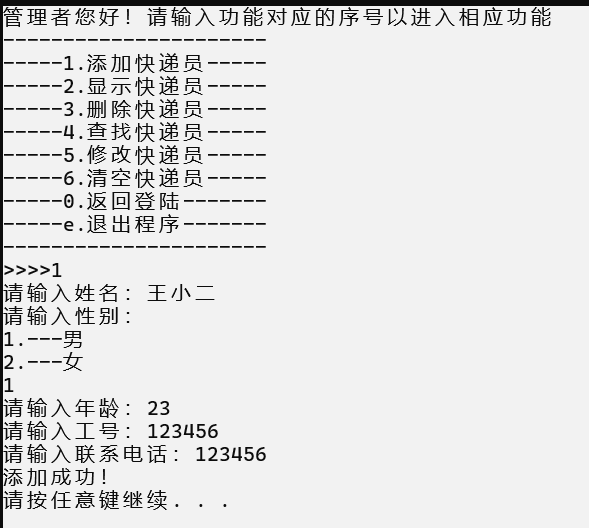 管理者您好！请输入功能对应的序号以进入相应功能
----------------------
-----1.添加快递员-----
-----2.显示快递员-----
-----3.删除快递员-----
-----4.查找快递员-----
-----5.修改快递员-----
-----6.清空快递员-----
-----0.返回登陆-------
-----e.退出程序-------
----------------------
>>>>1
请输入姓名：王小二
请输入性别：
1.---男
2.---女
1
请输入年龄：23
请输入工号：123456
请输入联系电话：123456
添加成功！
请按任意键继续. . .